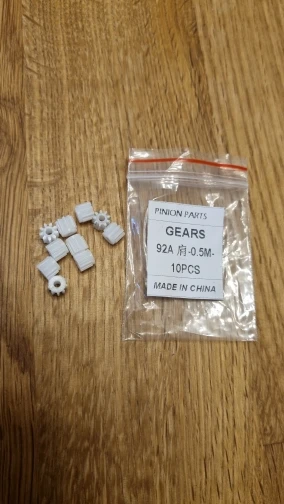 PINION PARTS
GEARS
92A 肩-0.5M-
10PCS
MADE IN CHINA